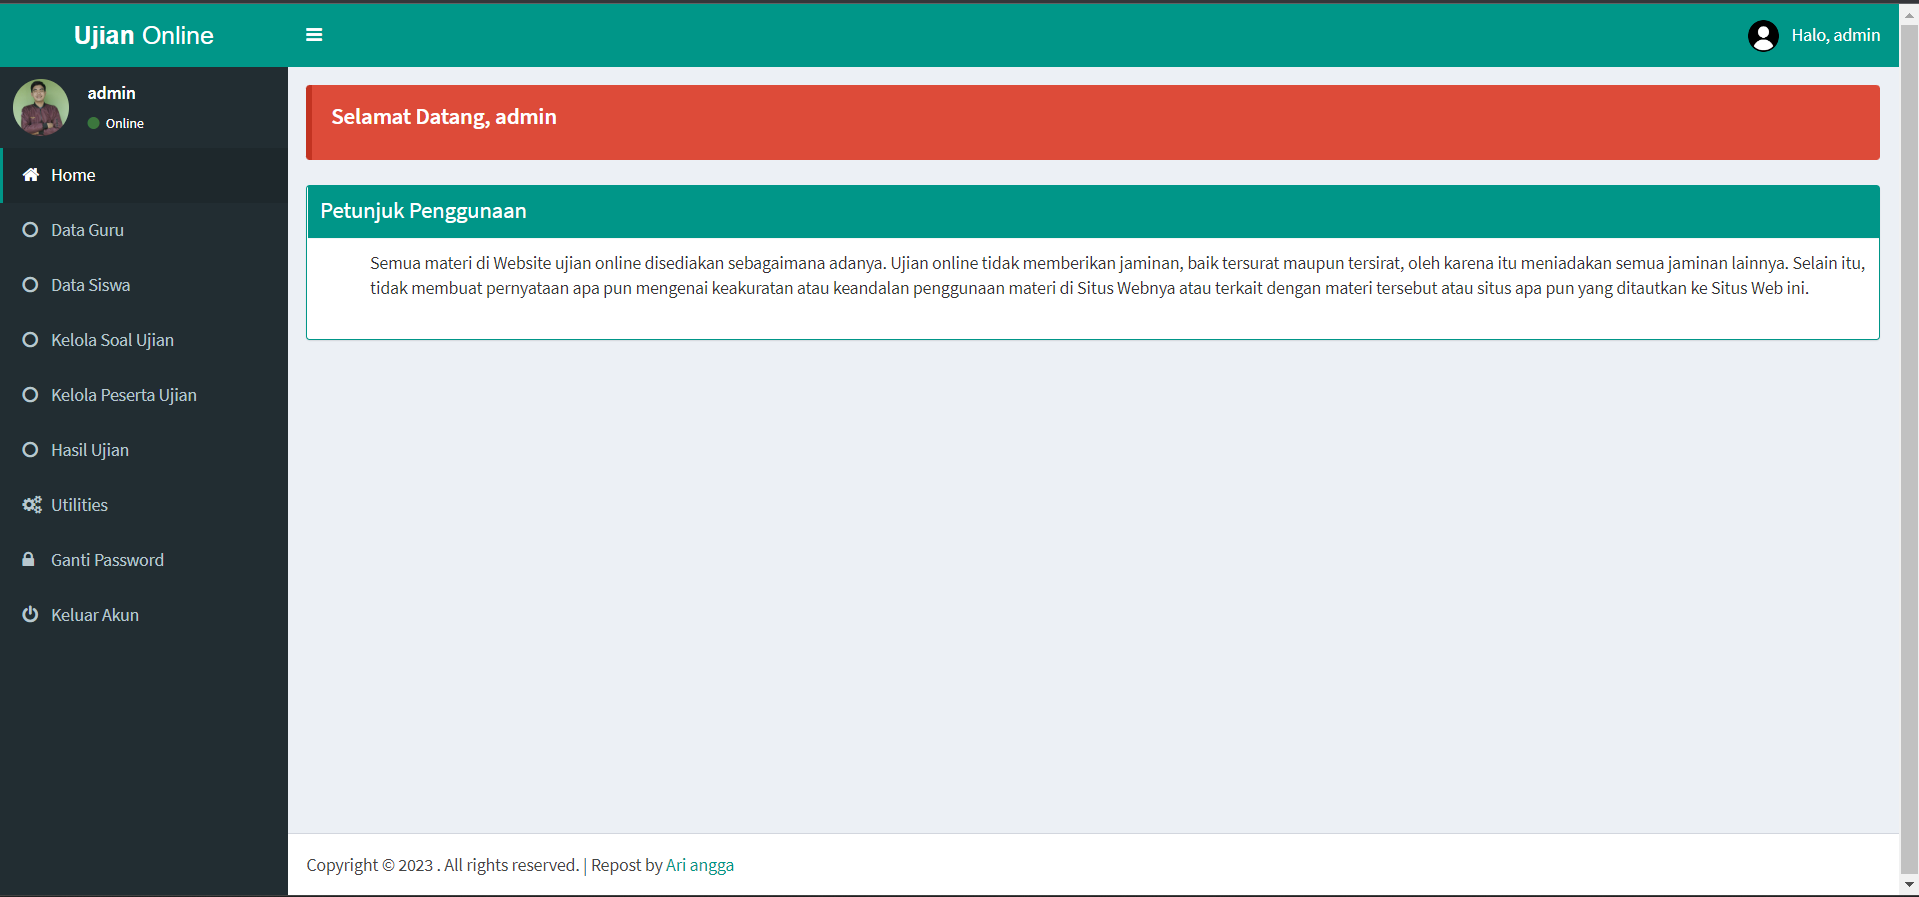 Ujian Online
Halo, admin
admin
Online
Home
Data Guru
Data Siswa
Kelola Soal Ujian
Kelola Peserta Ujian
Hasil Ujian
Utilities
Ganti Password
Keluar Akun
Selamat Datang, admin
Petunjuk Penggunaan
Semua materi di Website ujian online disediakan sebagaimana adanya. Ujian online tidak memberikan jaminan, baik tersurat maupun tersirat, oleh karena itu meniadakan semua jaminan lainnya. Selain itu,
tidak membuat pernyataan apa pun mengenai keakuratan atau keandalan penggunaan materi di Situs Webnya atau terkait dengan materi tersebut atau situs apa pun yang ditautkan ke Situs Web ini.
Copyright © 2023 . All rights reserved. | Repost by Ari angga